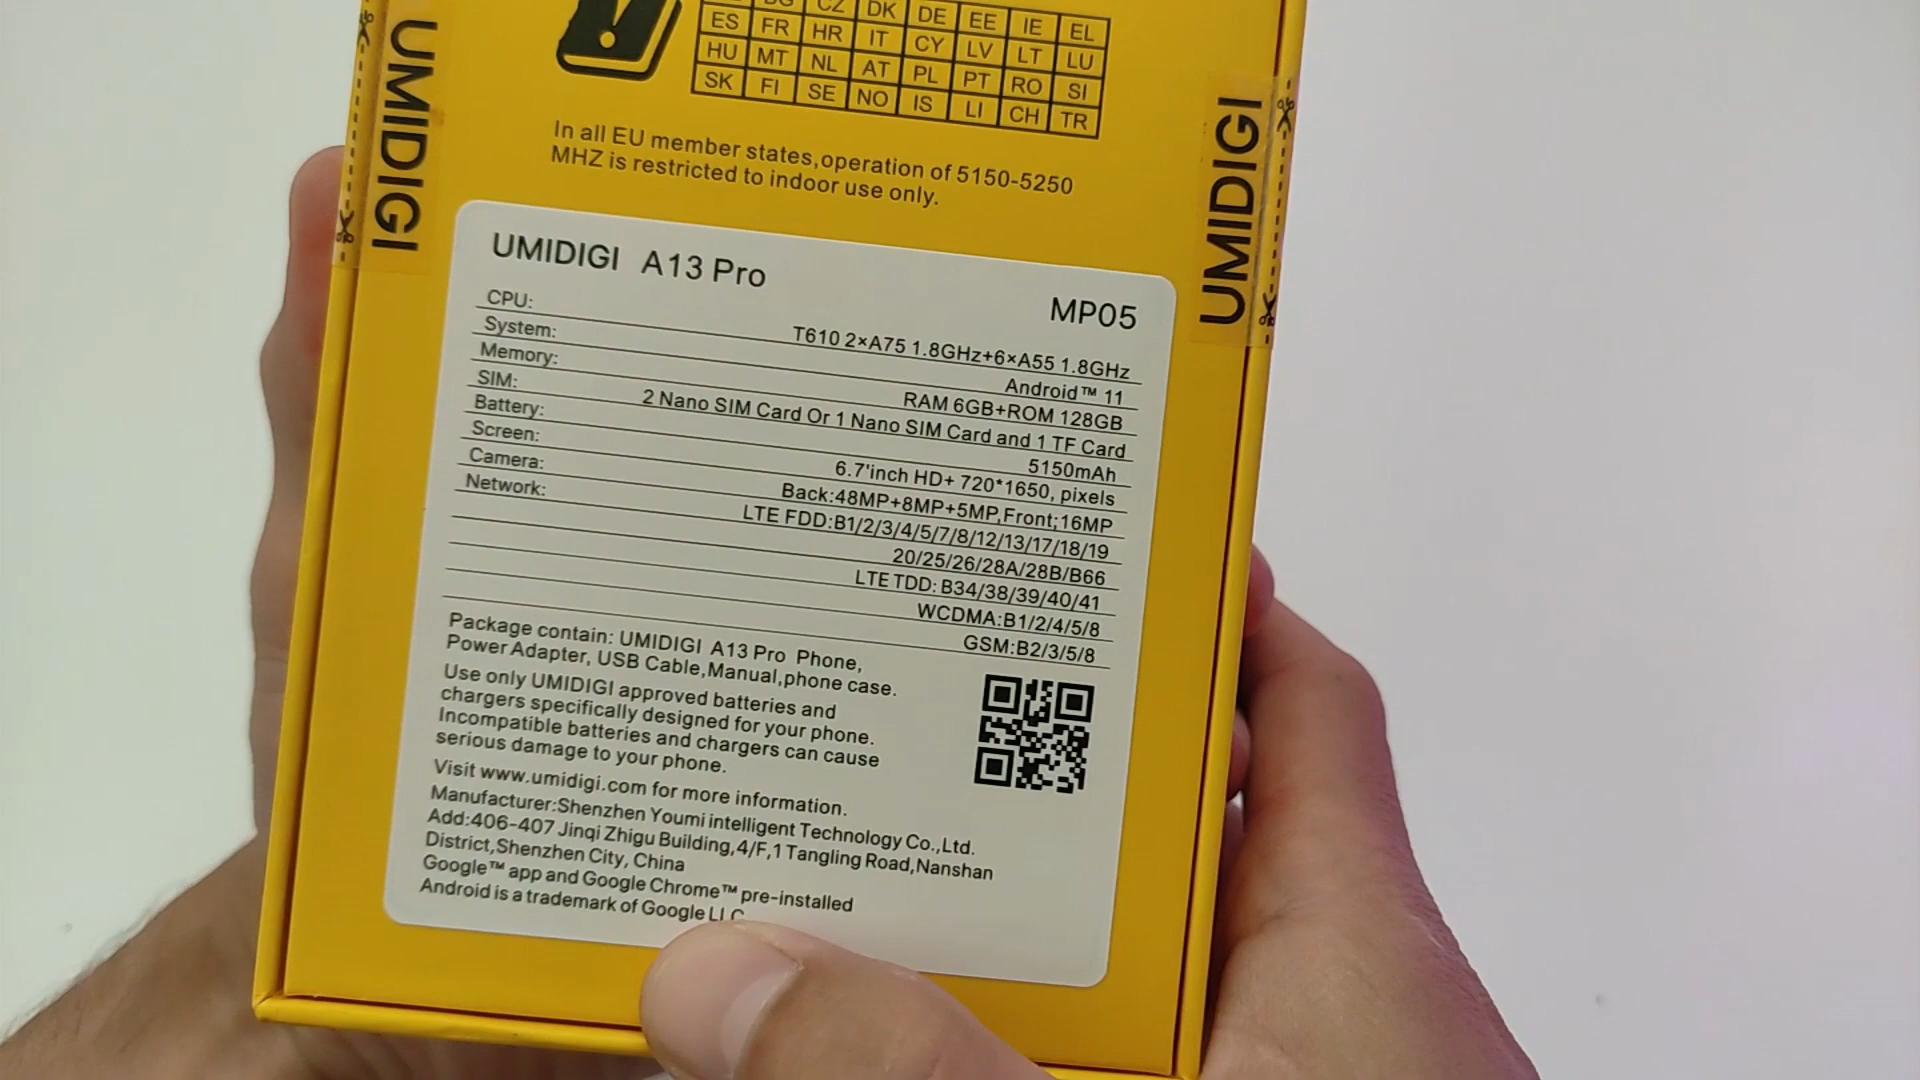 CZ DK DE EE IE EL
ES FR HR IT CY LV LT LU
HU MT NL AT PL PT RO SI
SK FI SE NO IS LI CH TR
In all EU member states,operation of 5150-5250
MHZ is restricted to indoor use only.
UMIDIGI
UMIDIGI
UMIDIGI A13 Pro
MP05
CPU: T610 2×A75 1.8GHz+6×A55 1.8GHz
System: Android™ 11
Memory: RAM 6GB+ROM 128GB
SIM: 2 Nano SIM Card Or 1 Nano SIM Card and 1 TF Card
Battery: 5150mAh
Screen: 6.7'inch HD+ 720*1650, pixels
Camera: Back:48MP+8MP+5MP,Front;16MP
Network: LTE FDD:B1/2/3/4/5/7/8/12/13/17/18/19
20/25/26/28A/28B/B66
LTE TDD: B34/38/39/40/41
WCDMA:B1/2/4/5/8
GSM:B2/3/5/8
Package contain: UMIDIGI A13 Pro Phone,
Power Adapter, USB Cable,Manual,phone case.
Use only UMIDIGI approved batteries and
chargers specifically designed for your phone.
Incompatible batteries and chargers can cause
serious damage to your phone.
Visit www.umidigi.com for more information.
Manufacturer:Shenzhen Youmi intelligent Technology Co.,Ltd.
Add:406-407 Jinqi Zhigu Building,4/F,1 Tangling Road,Nanshan
District,Shenzhen City, China
Google™ app and Google Chrome™ pre-installed
Android is a trademark of Google LLC